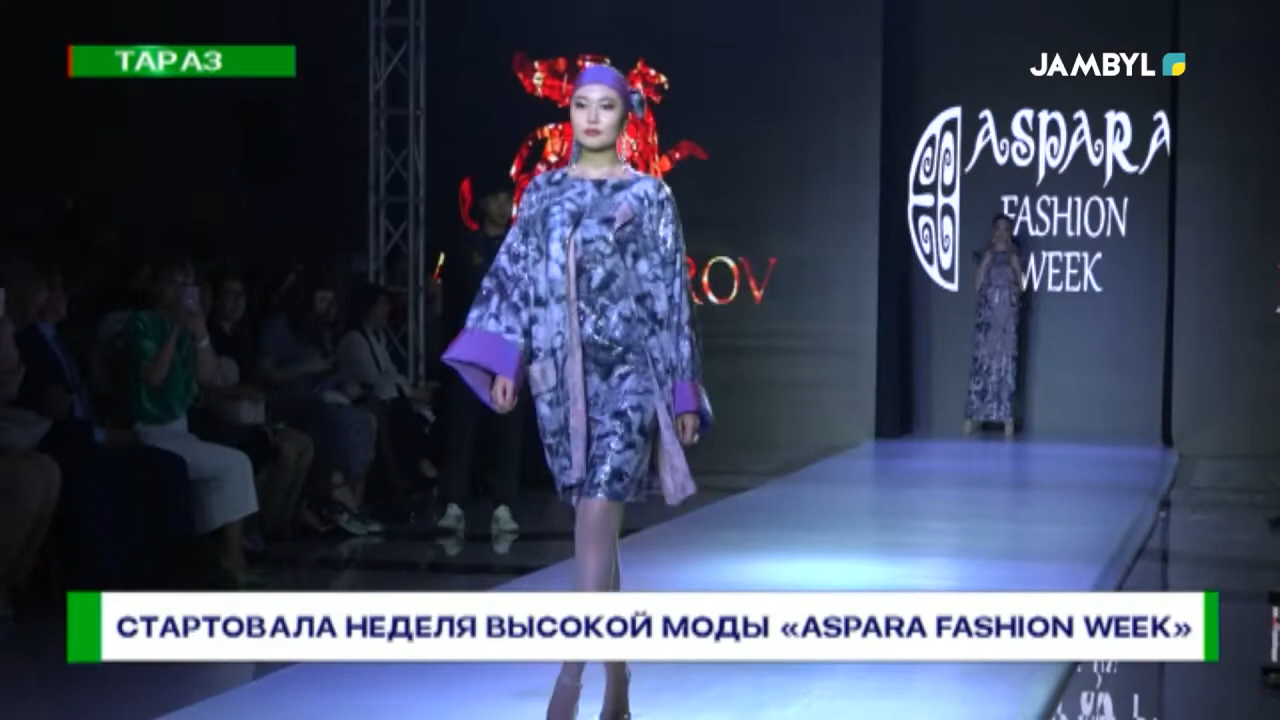 ТАРАЗ
JAMBYL
ASPARA
FASHION
WEEK
ROV
СТАРТОВАЛА НЕДЕЛЯ ВЫСОКОЙ МОДЫ «ASPARA FASHION WEEK»